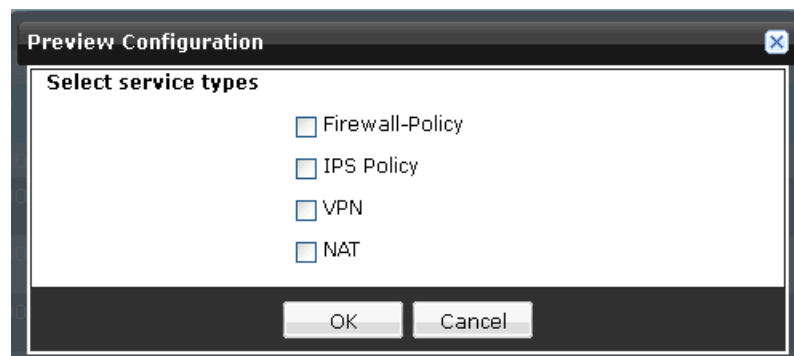 Preview Configuration
Select service types
Firewall-Policy
IPS Policy
VPN
NAT
OK Cancel